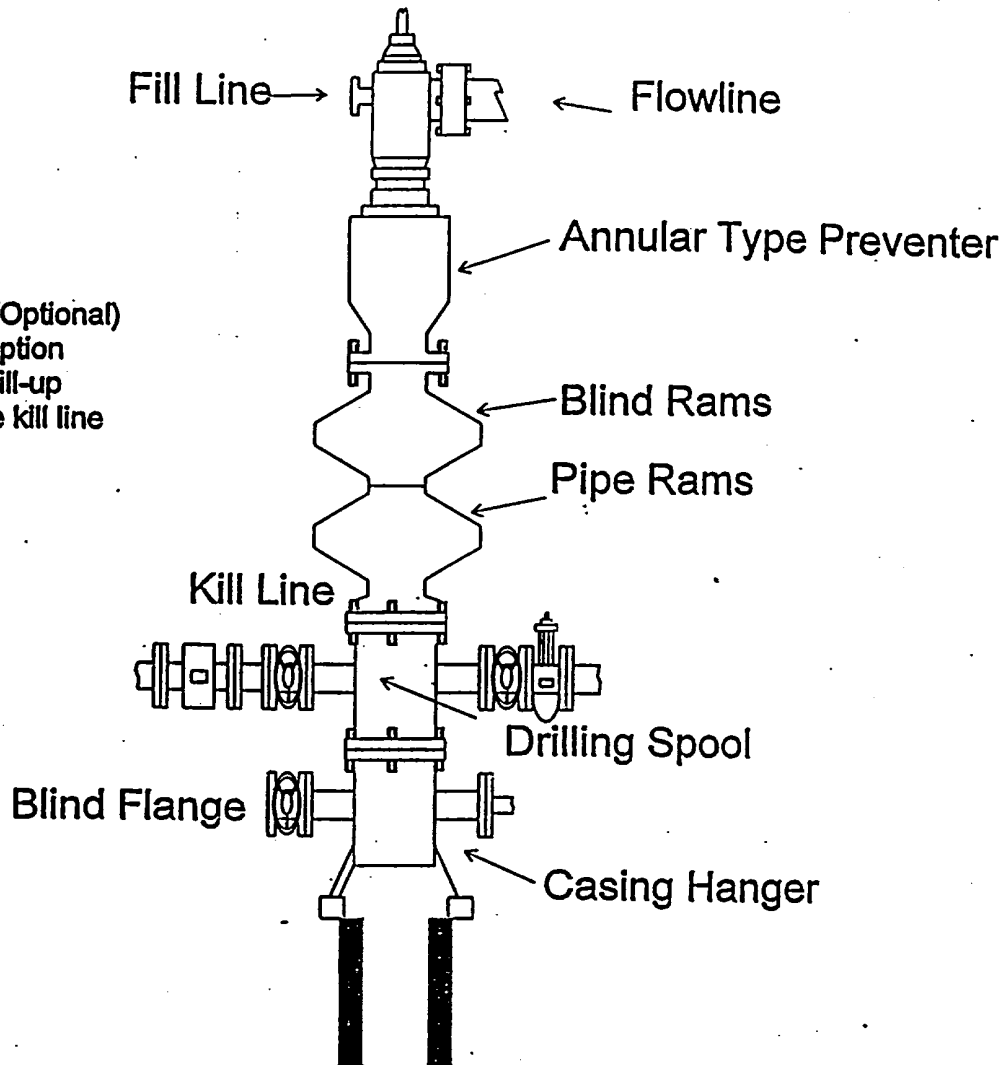 Fill Line
Flowline
Annular Type Preventer
Optional)
ption
ill-up
kill line
Blind Rams
Pipe Rams
Kill Line
Drilling Spool
Blind Flange
Casing Hanger